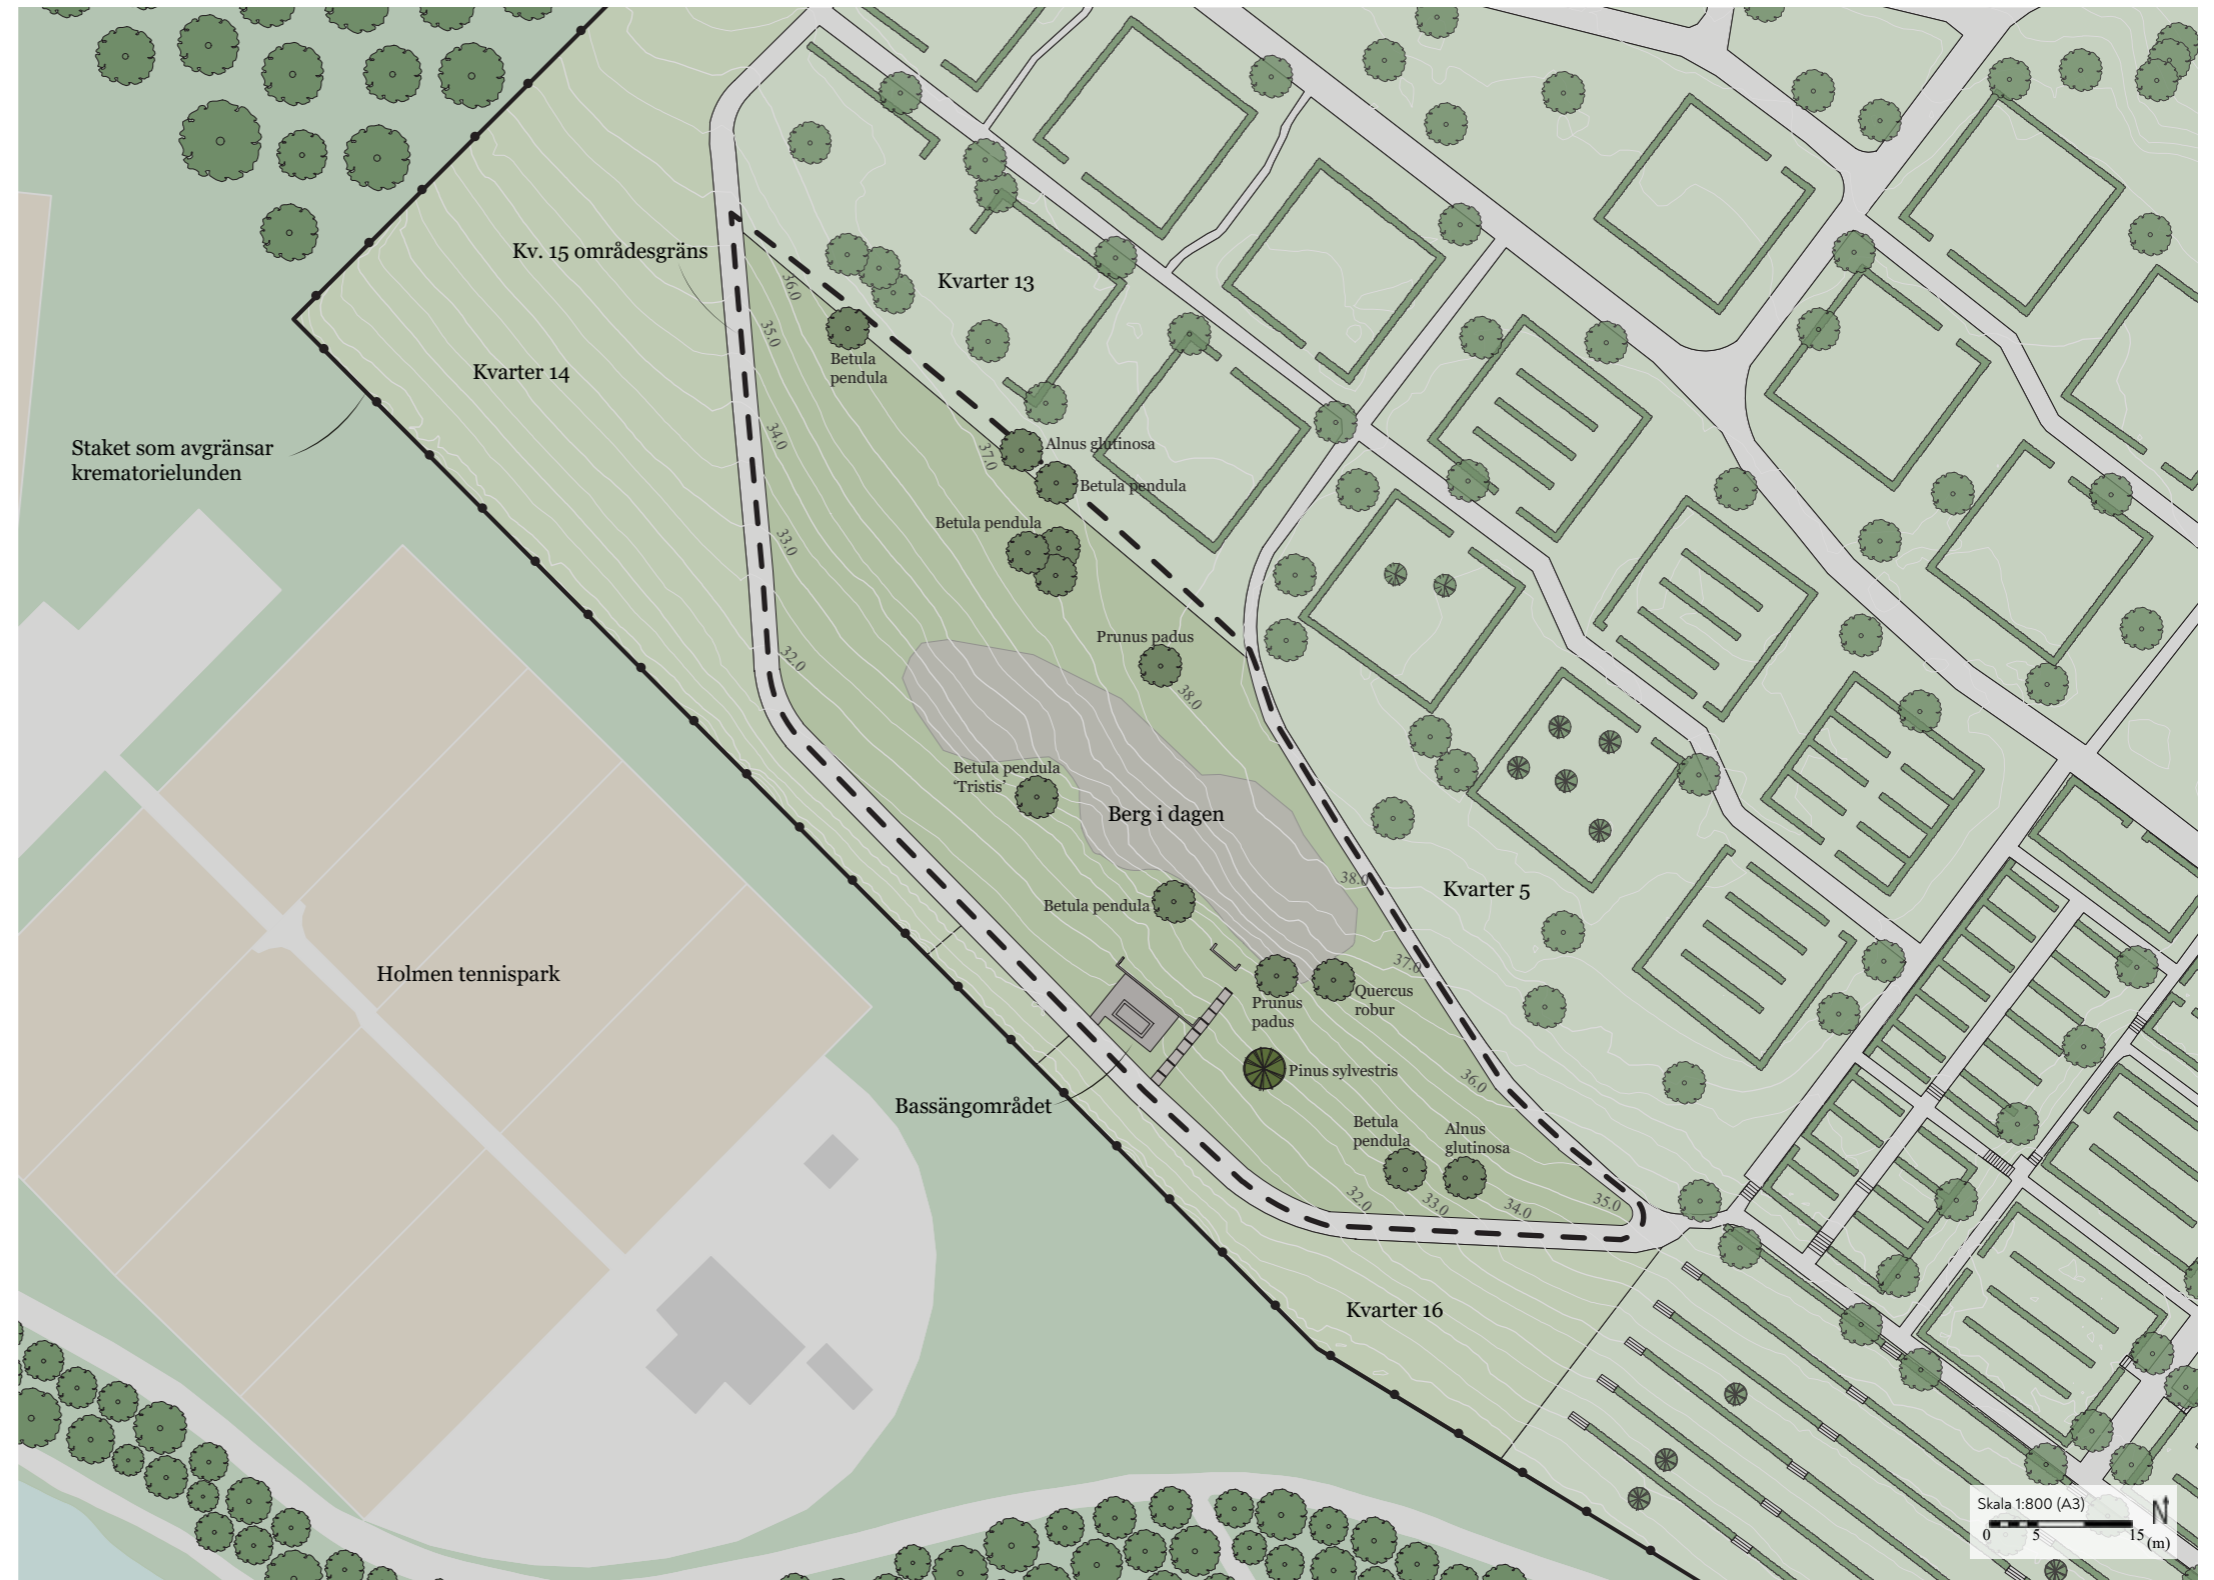 Kv. 15 områdesgräns
Kvarter 13
36.0
35.0
Betula
pendula
Kvarter 14
34.0
Alnus glutinosa
37.0
Staket som avgränsar
krematorielunden
Betula pendula
Betula pendula
33.0
Prunus padus
32.0
38.0
Betula pendula
‘Tristis’
Berg i dagen
38.0
Kvarter 5
Betula pendula
Holmen tennispark
37.0
Quercus
robur
Prunus
padus
Pinus sylvestris
36.0
Bassängområdet
Betula
pendula
Alnus
glutinosa
32.0
33.0
34.0
35.0
Kvarter 16
Skala 1:800 (A3)
N
0 5 15
(m)